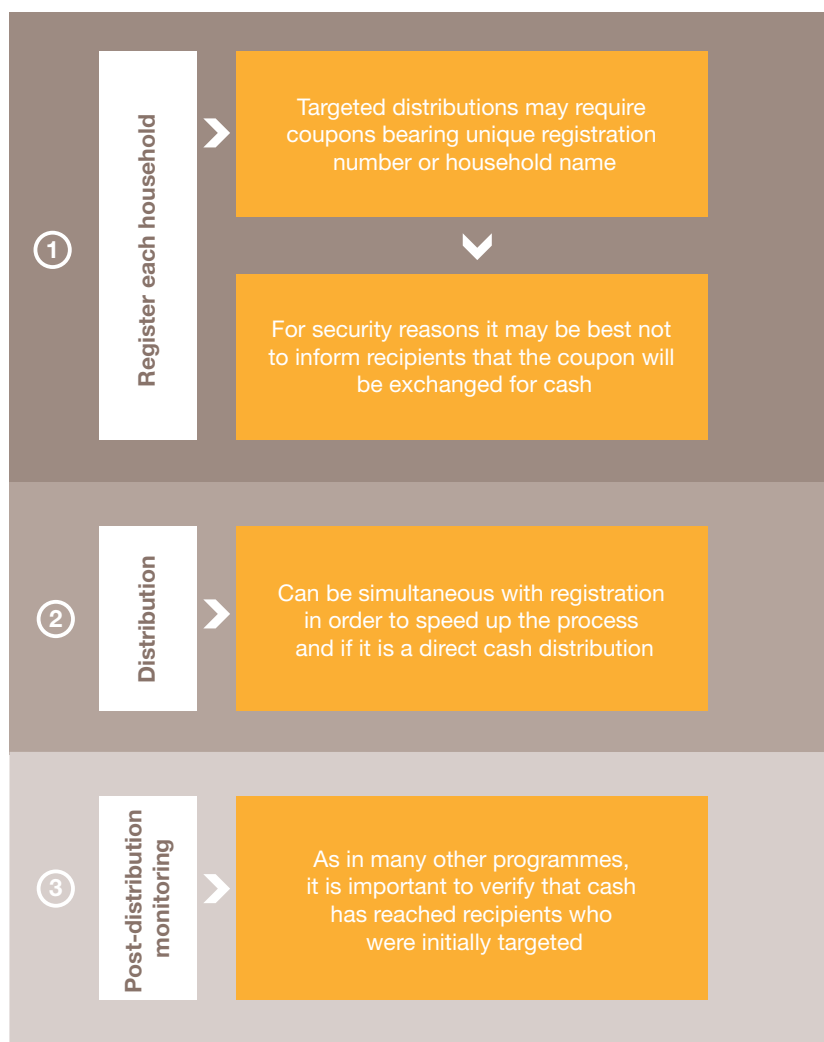 1
Register each household
Targeted distributions may require
coupons bearing unique registration
number or household name
For security reasons it may be best not
to inform recipients that the coupon will
be exchanged for cash
2
Distribution
Can be simultaneous with registration
in order to speed up the process
and if it is a direct cash distribution
3
Post-distribution
monitoring
As in many other programmes,
it is important to verify that cash
has reached recipients who
were initially targeted